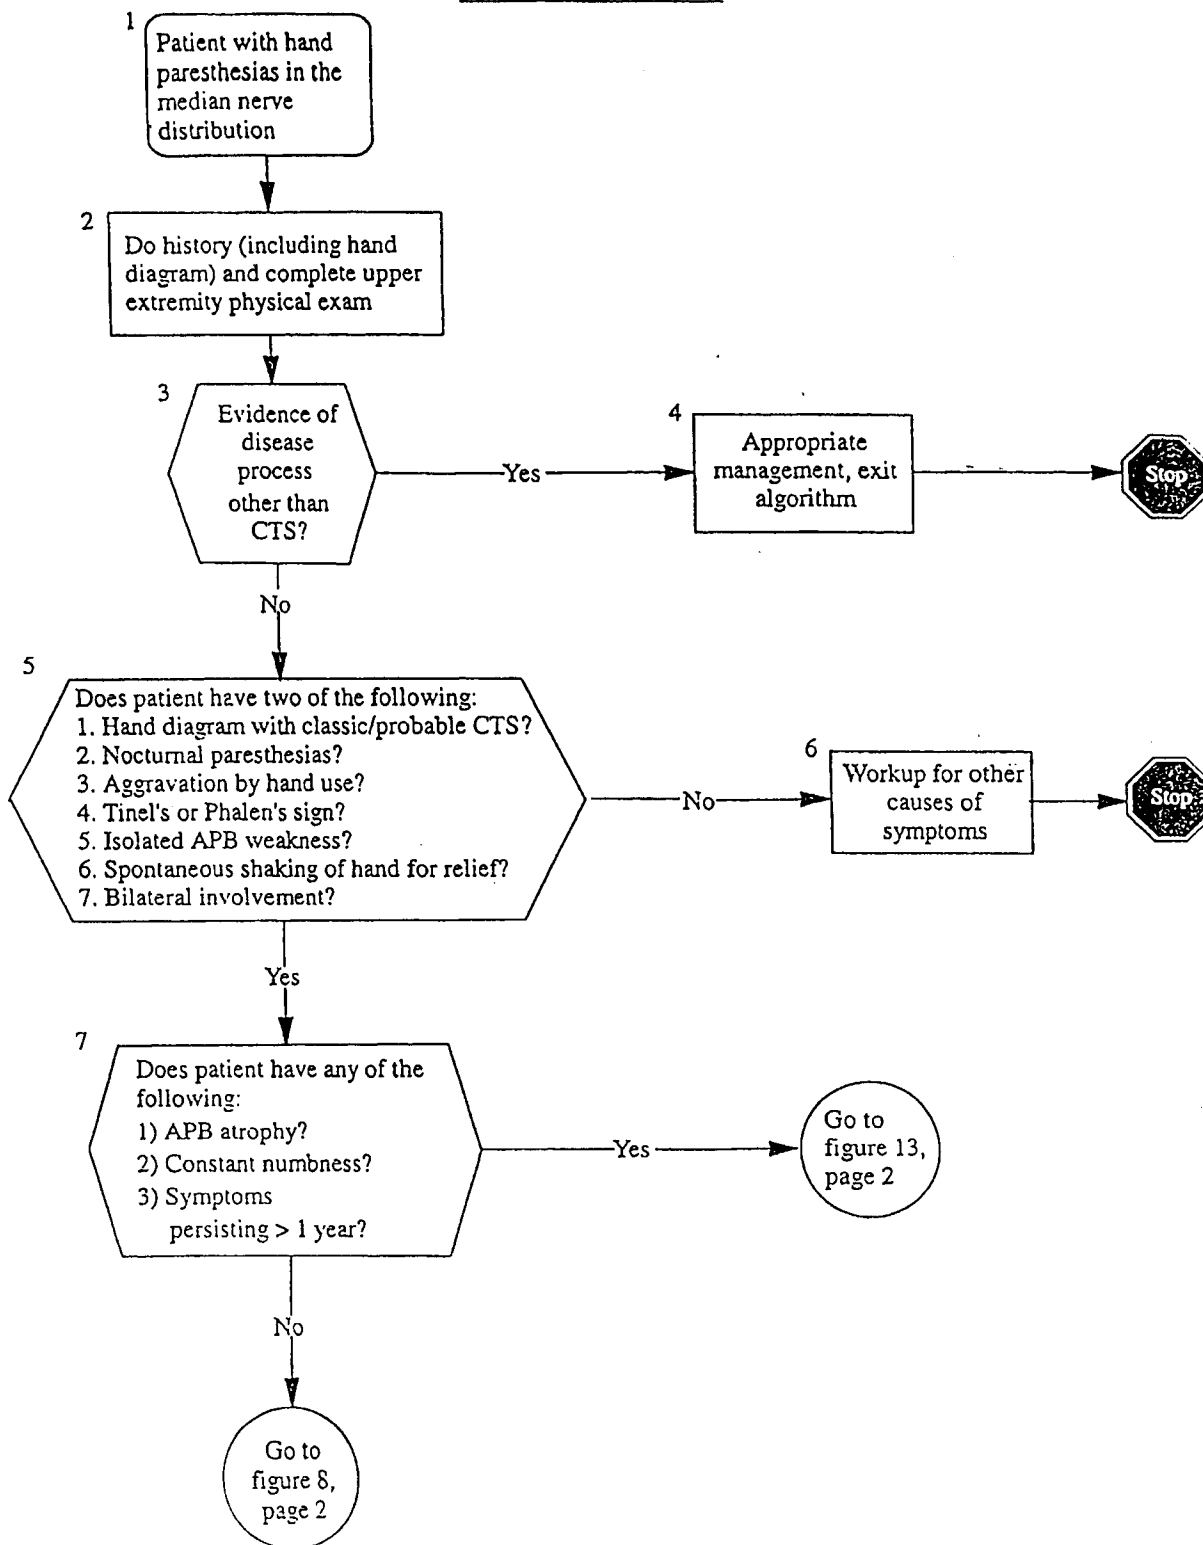 1
Patient with hand
paresthesias in the
median nerve
distribution
2
Do history (including hand
diagram) and complete upper
extremity physical exam
3
Evidence of
disease
process
other than
CTS?
Yes
4
Appropriate
management, exit
algorithm
Stop
No
5
Does patient have two of the following:
1. Hand diagram with classic/probable CTS?
2. Nocturnal paresthesias?
3. Aggravation by hand use?
4. Tinel's or Phalen's sign?
5. Isolated APB weakness?
6. Spontaneous shaking of hand for relief?
7. Bilateral involvement?
No
6
Workup for other
causes of
symptoms
Stop
Yes
7
Does patient have any of the
following:
1) APB atrophy?
2) Constant numbness?
3) Symptoms
persisting > 1 year?
Yes
Go to
figure 13,
page 2
No
Go to
figure 8,
page 2